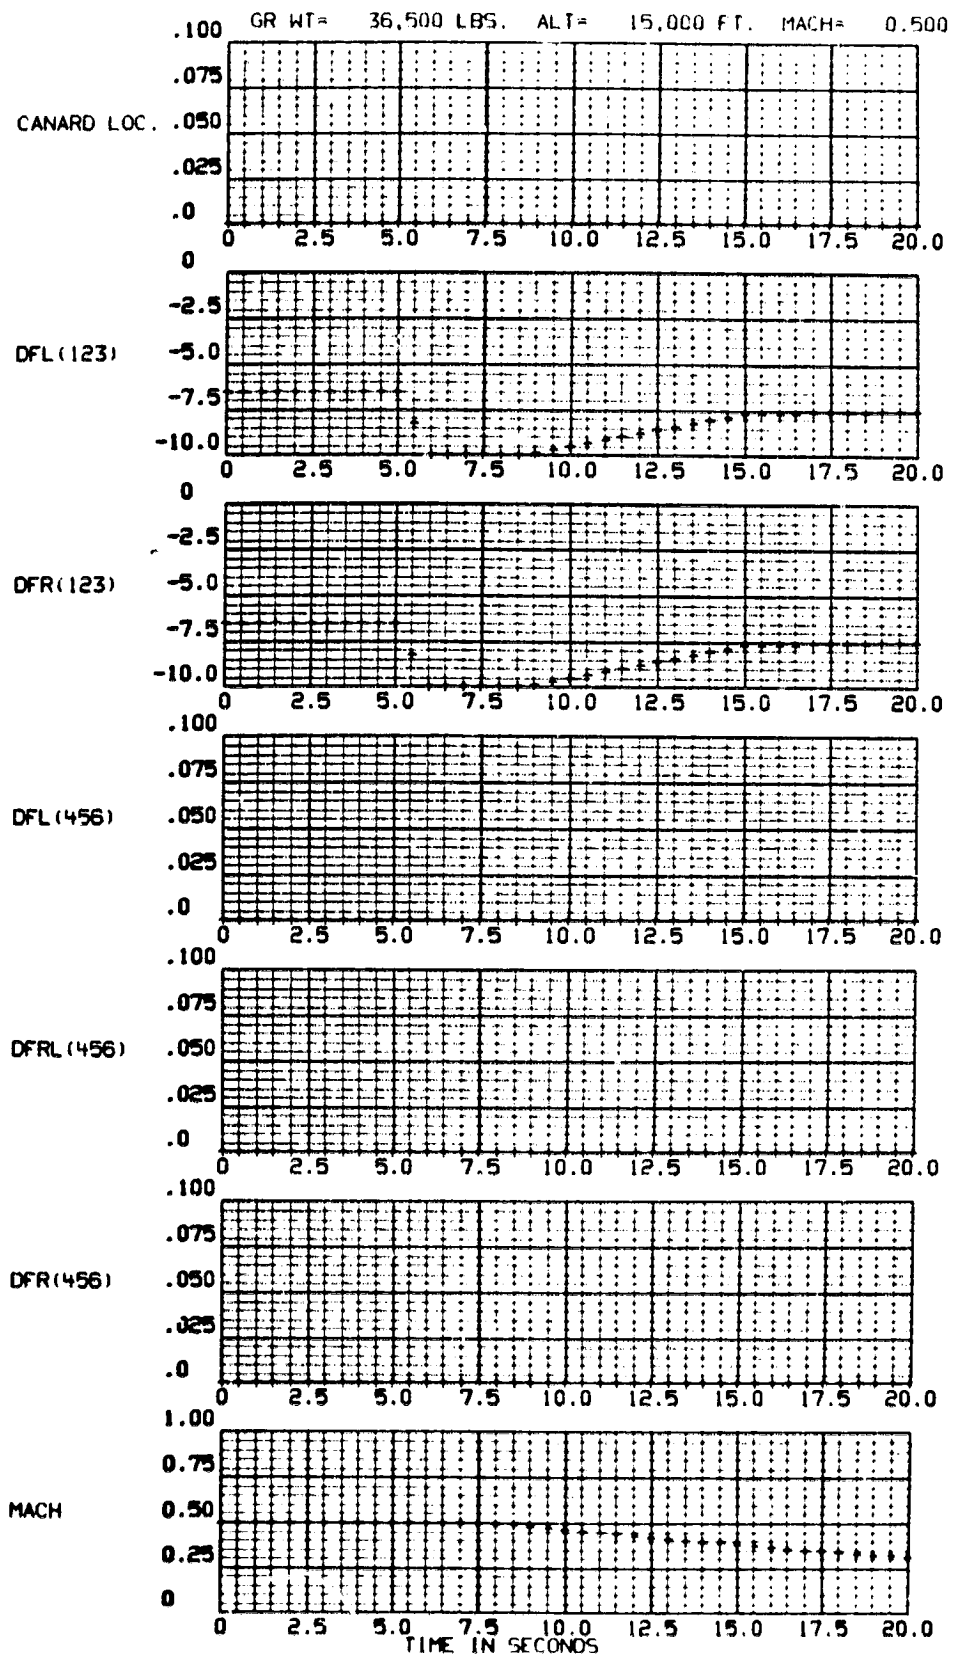 GR WT= 36,500 LBS. ALT= 15,000 FT. MACH= 0.500
.100
.075
CANARD LOC. .050
.025
.0
0 2.5 5.0 7.5 10.0 12.5 15.0 17.5 20.0
0
-2.5
DFL(123) -5.0
-7.5
-10.0
0 2.5 5.0 7.5 10.0 12.5 15.0 17.5 20.0
0
-2.5
DFR(123) -5.0
-7.5
-10.0
0 2.5 5.0 7.5 10.0 12.5 15.0 17.5 20.0
.100
.075
DFL(456) .050
.025
.0
0 2.5 5.0 7.5 10.0 12.5 15.0 17.5 20.0
.100
.075
DFRL(456) .050
.025
.0
0 2.5 5.0 7.5 10.0 12.5 15.0 17.5 20.0
.100
.075
DFR(456) .050
.025
.0
0 2.5 5.0 7.5 10.0 12.5 15.0 17.5 20.0
1.00
0.75
MACH 0.50
0.25
0
0 2.5 5.0 7.5 10.0 12.5 15.0 17.5 20.0
TIME IN SECONDS